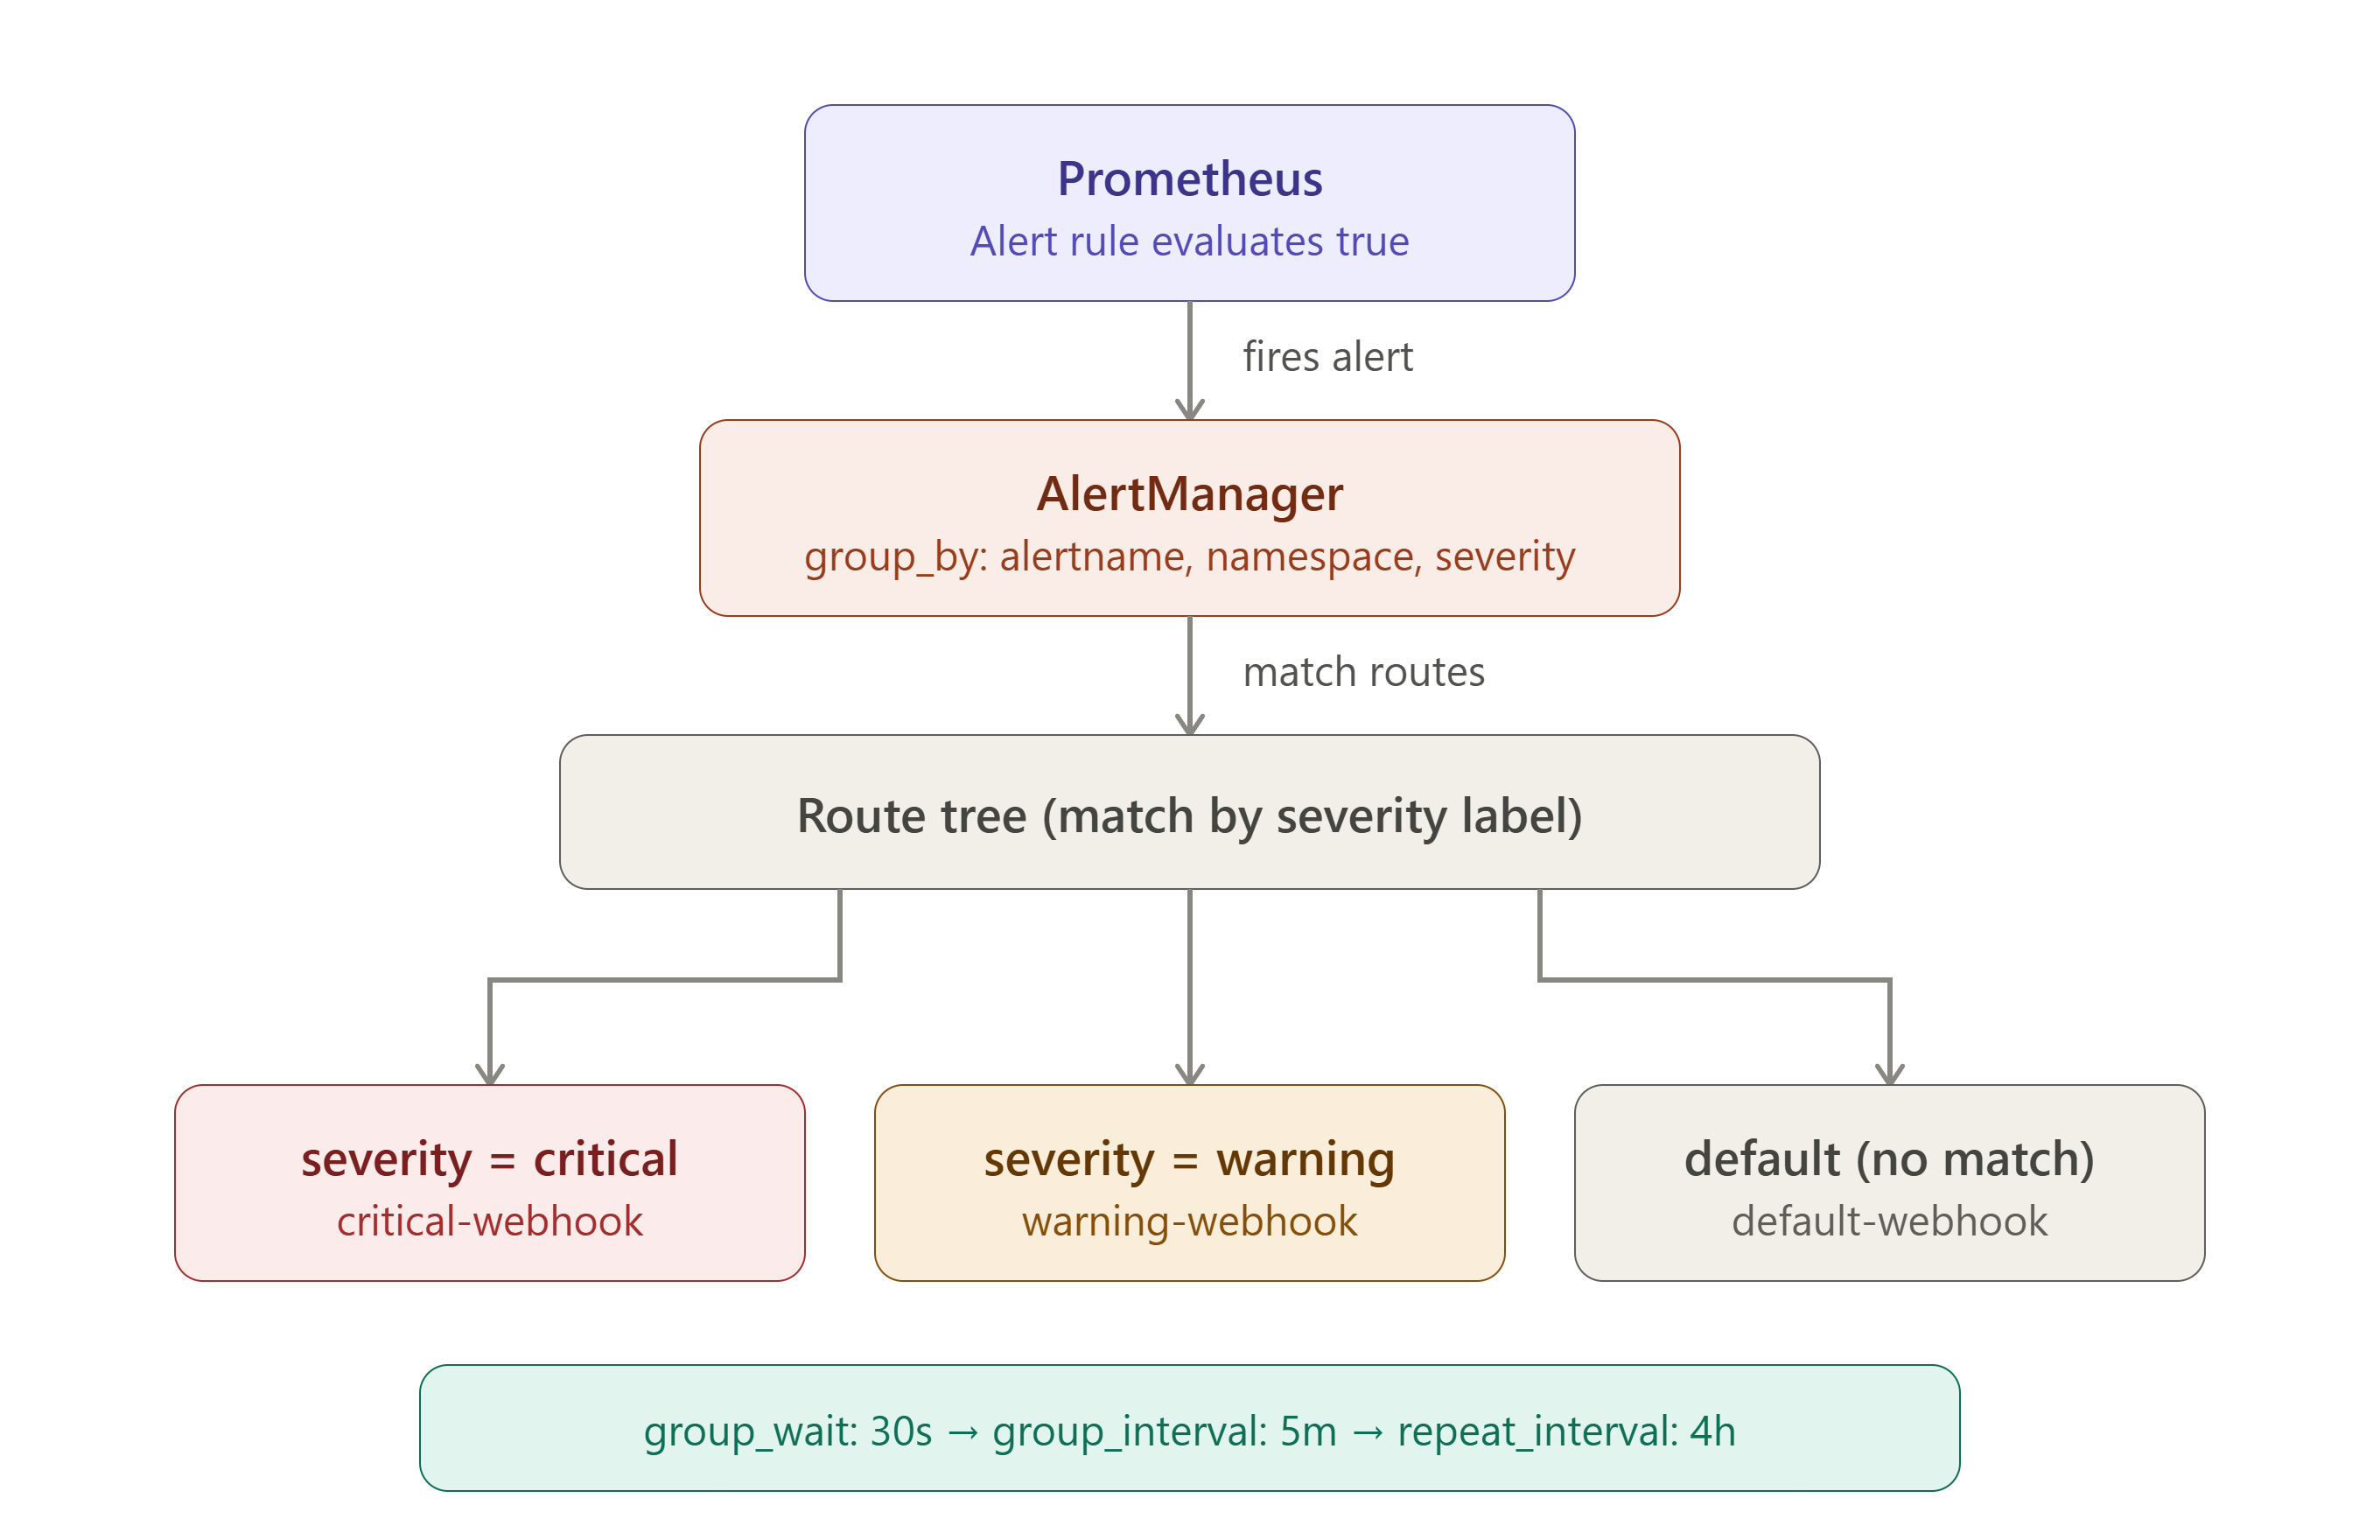 Prometheus
Alert rule evaluates true
fires alert
AlertManager
group_by: alertname, namespace, severity
match routes
Route tree (match by severity label)
severity = critical
critical-webhook
severity = warning
warning-webhook
default (no match)
default-webhook
group_wait: 30s → group_interval: 5m → repeat_interval: 4h